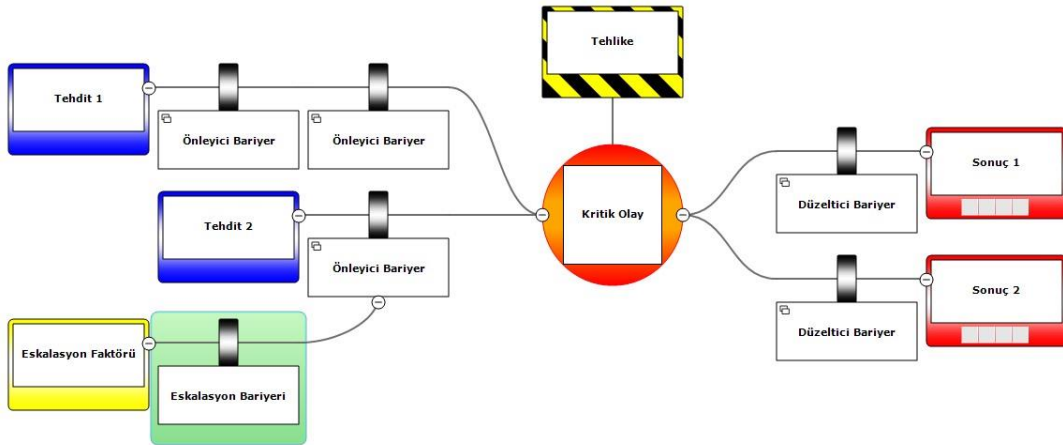 Tehlike
Tehdit 1
Önleyici Bariyer
Önleyici Bariyer
Sonuç 1
Düzeltici Bariyer
Kritik Olay
Tehdit 2
Önleyici Bariyer
Sonuç 2
Düzeltici Bariyer
Eskalasyon Faktörü
Eskalasyon Bariyeri